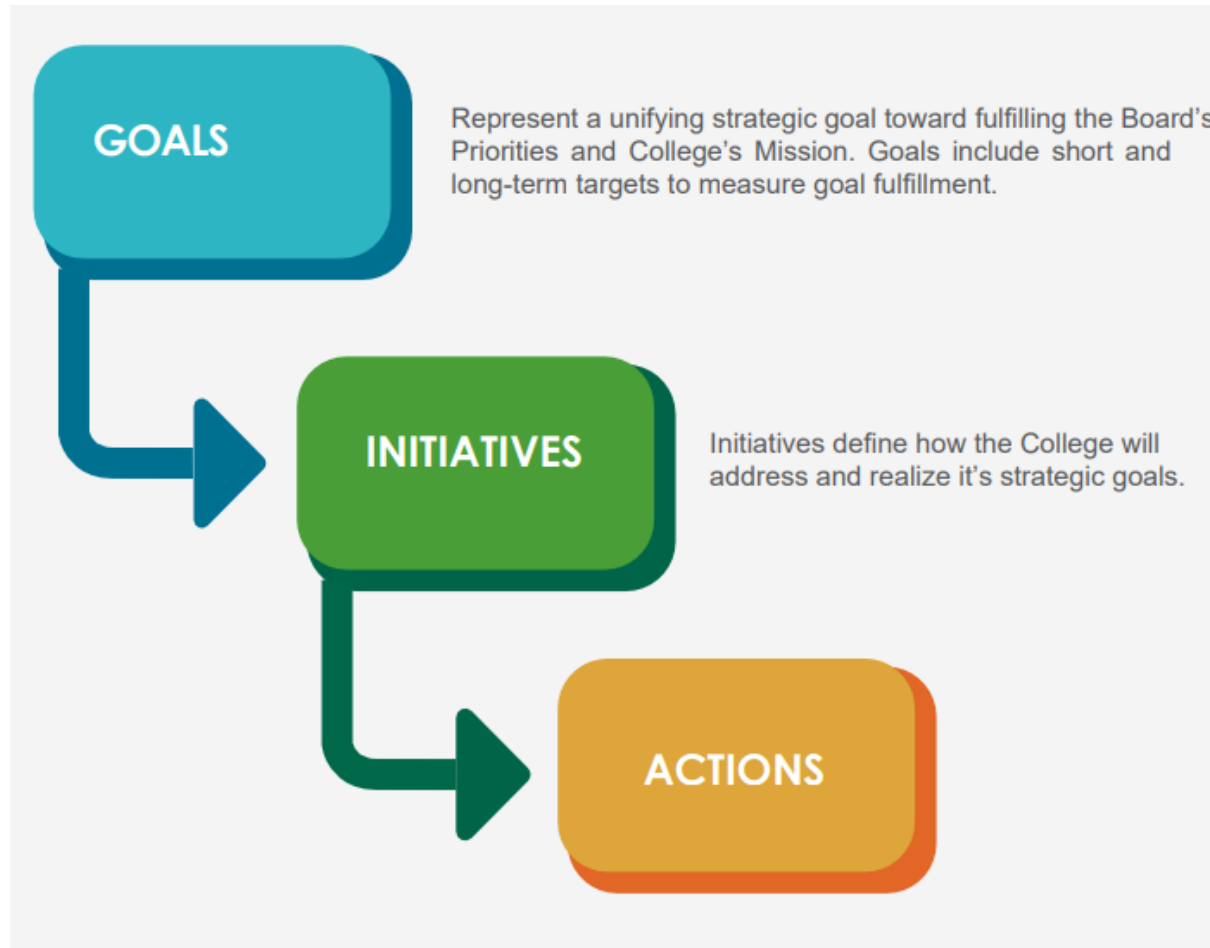 GOALS
Represent a unifying strategic goal toward fulfilling the Board's
Priorities and College's Mission. Goals include short and
long-term targets to measure goal fulfillment.
INITIATIVES
Initiatives define how the College will
address and realize it's strategic goals.
ACTIONS